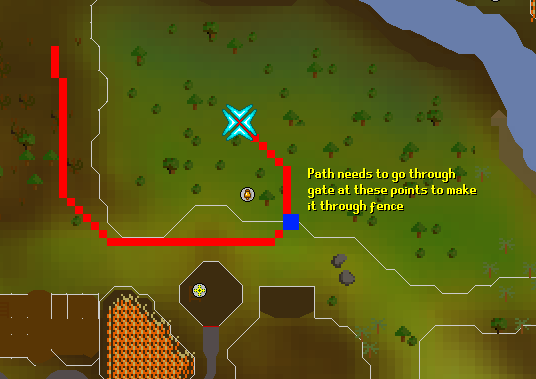 Path needs to go through
gate at these points to make
it through fence